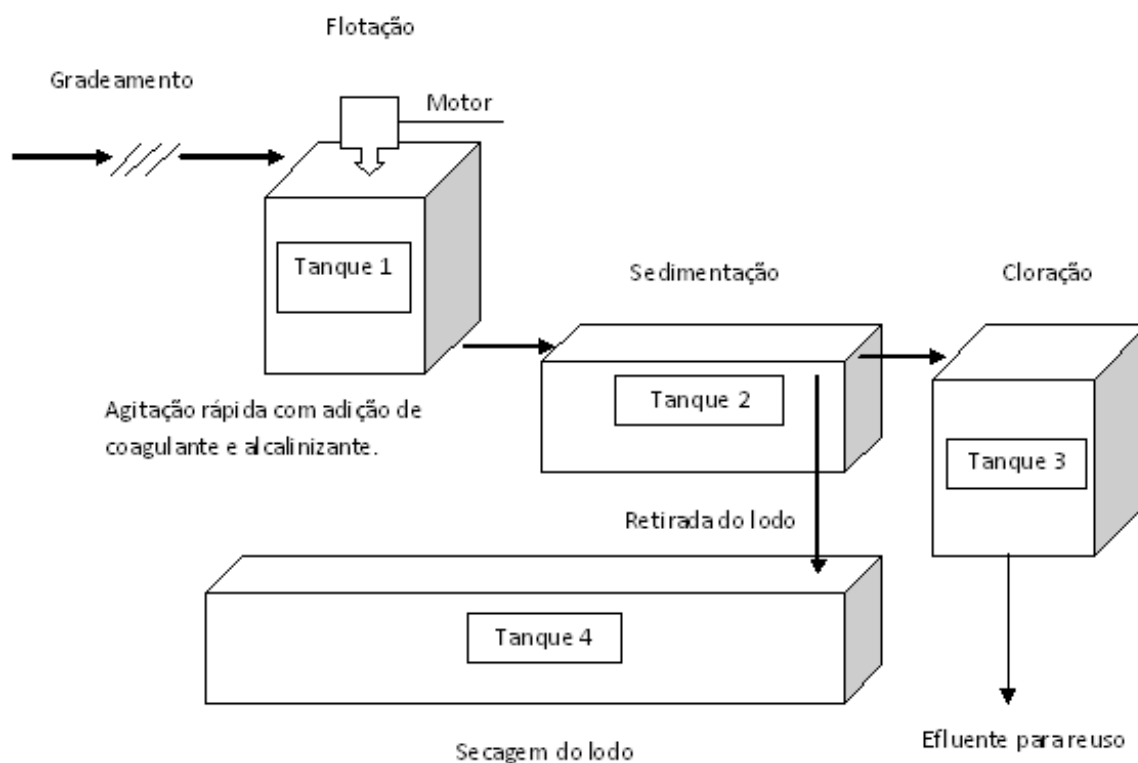 Flotação
Gradeamento
Motor
Tanque 1
Sedimentação
Cloração
Agitação rápida com adição de
coagulante e alcalinizante.
Tanque 2
Tanque 3
Retirada do lodo
Tanque 4
Secagem do lodo
Efluente para reuso